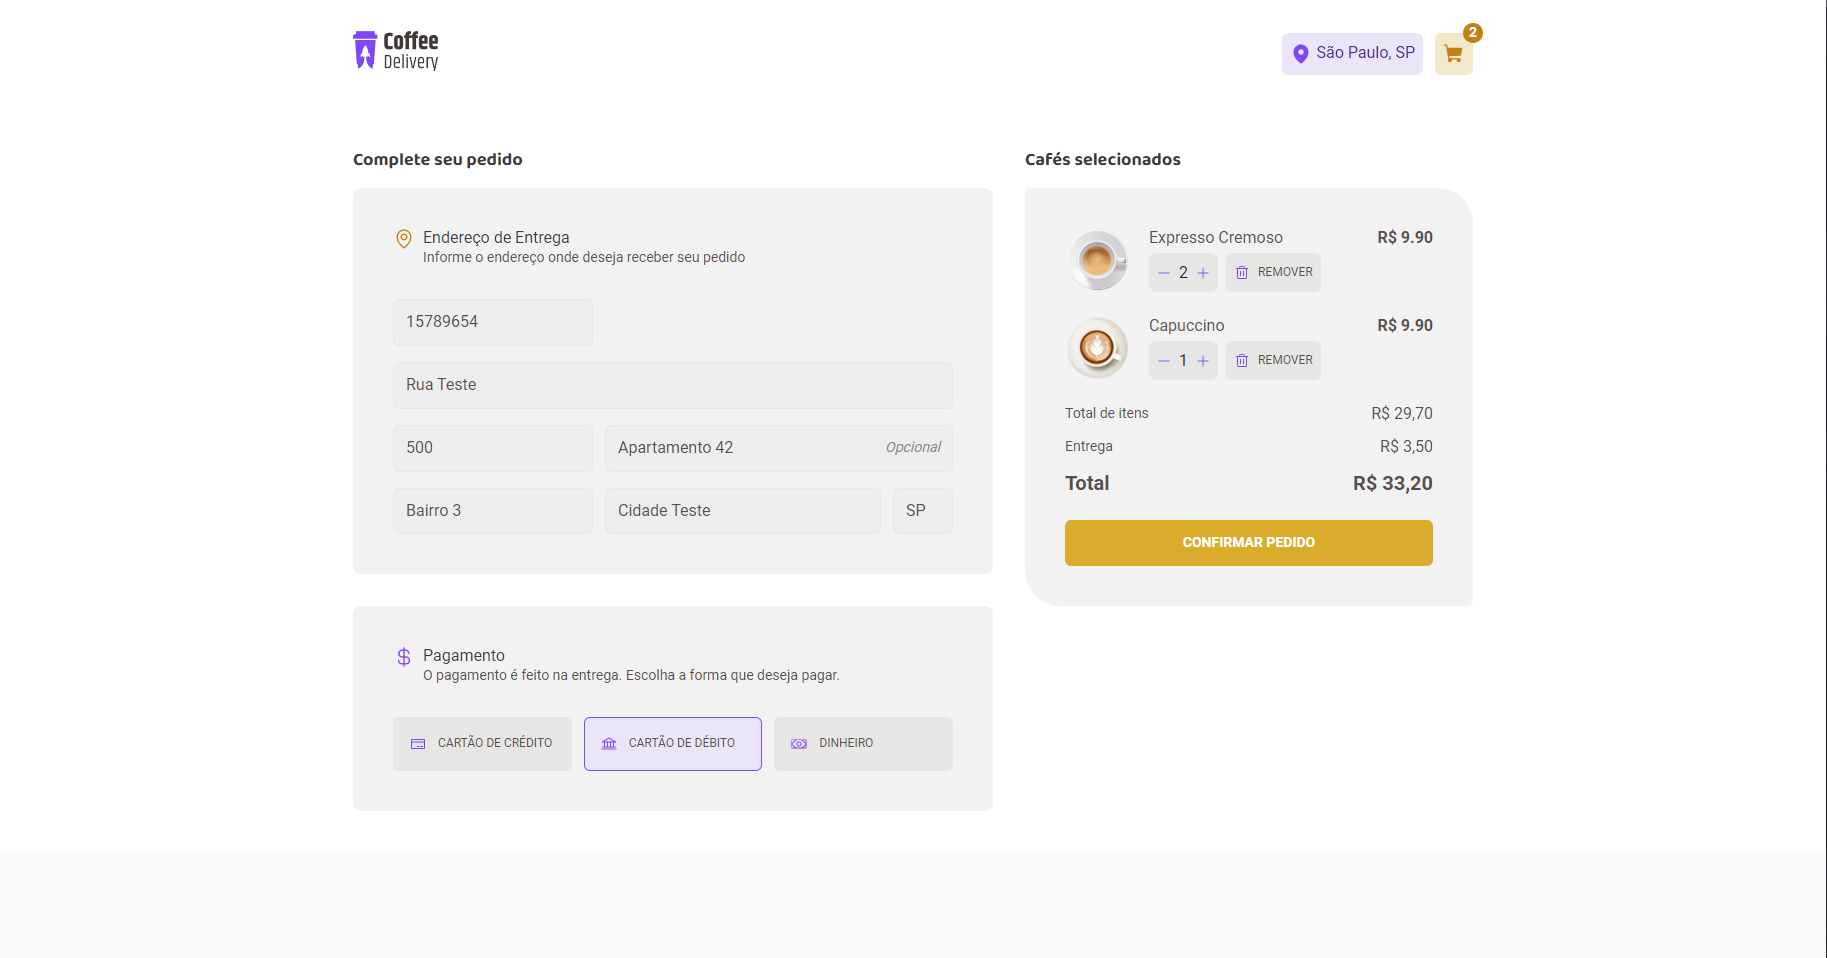 Coffee
Delivery
São Paulo, SP
2
Complete seu pedido
Endereço de Entrega
Informe o endereço onde deseja receber seu pedido
15789654
Rua Teste
500
Apartamento 42
Opcional
Bairro 3
Cidade Teste
SP
Pagamento
O pagamento é feito na entrega. Escolha a forma que deseja pagar.
CARTÃO DE CRÉDITO
CARTÃO DE DÉBITO
DINHEIRO
Cafés selecionados
Expresso Cremoso
R$ 9.90
2
REMOVER
Capuccino
R$ 9.90
1
REMOVER
Total de itens
R$ 29,70
Entrega
R$ 3,50
Total
R$ 33,20
CONFIRMAR PEDIDO